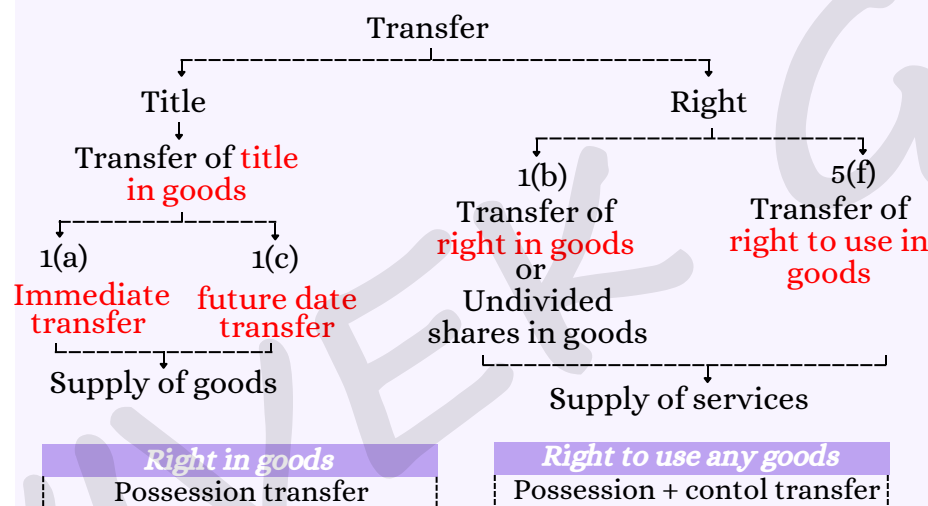 Transfer
Title
Right
Transfer of title
in goods
1(a)
Immediate
transfer
1(c)
future date
transfer
Supply of goods
1(b)
Transfer of
right in goods
or
Undivided
shares in goods
5(f)
Transfer of
right to use in
goods
Supply of services
Right in goods
Possession transfer
Right to use any goods
Possession + contol transfer